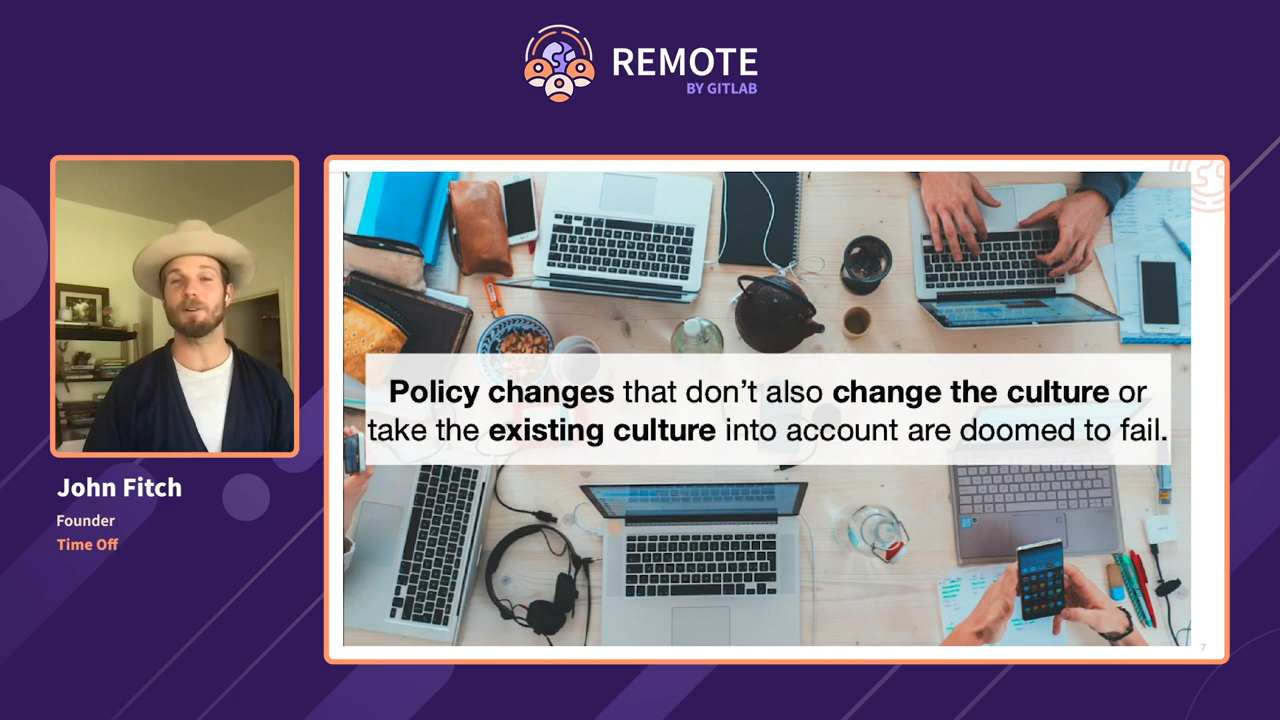 REMOTE
BY GITLAB
Policy changes that don’t also change the culture or
take the existing culture into account are doomed to fail.
John Fitch
Founder
Time Off
7